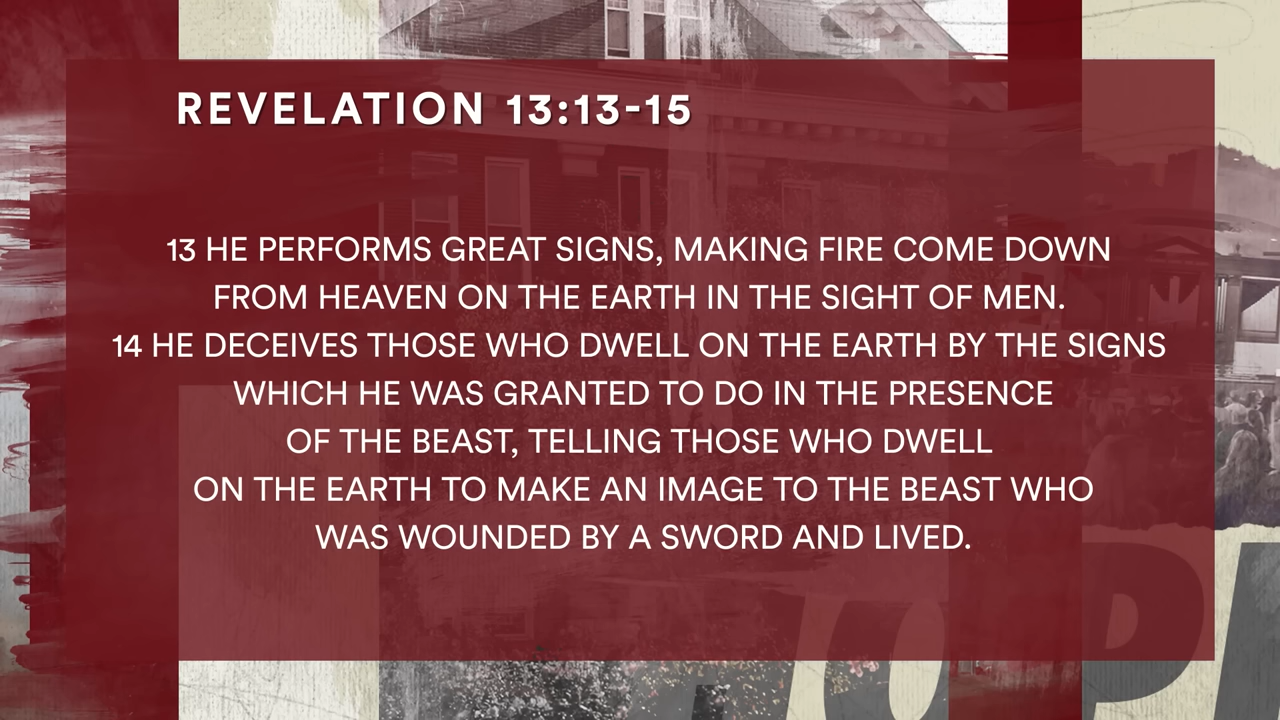 REVELATION 13:13-15
13 HE PERFORMS GREAT SIGNS, MAKING FIRE COME DOWN
FROM HEAVEN ON THE EARTH IN THE SIGHT OF MEN.
14 HE DECEIVES THOSE WHO DWELL ON THE EARTH BY THE SIGNS
WHICH HE WAS GRANTED TO DO IN THE PRESENCE
OF THE BEAST, TELLING THOSE WHO DWELL
ON THE EARTH TO MAKE AN IMAGE TO THE BEAST WHO
WAS WOUNDED BY A SWORD AND LIVED.